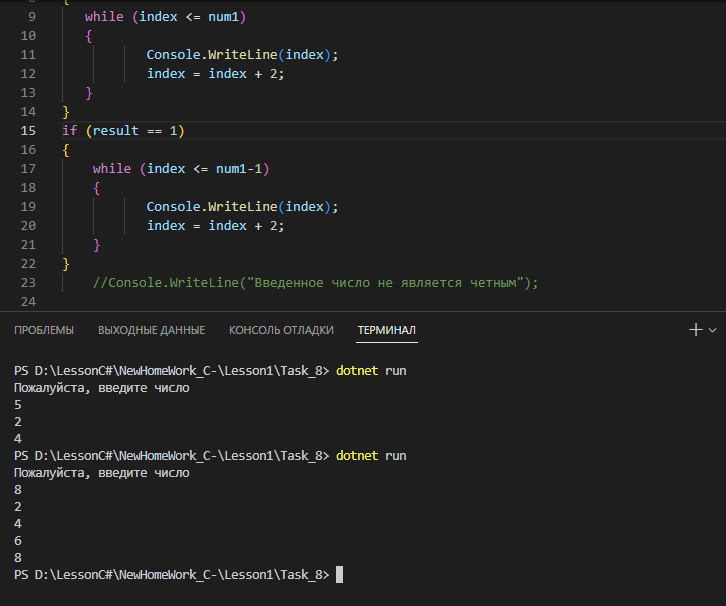 8 {
9 while (index <= num1)
10 {
11 Console.WriteLine(index);
12 index = index + 2;
13 }
14 }
15 if (result == 1)
16 {
17 while (index <= num1-1)
18 {
19 Console.WriteLine(index);
20 index = index + 2;
21 }
22 }
23 //Console.WriteLine("Введенное число не является четным");
24
ПРОБЛЕМЫ ВЫХОДНЫЕ ДАННЫЕ КОНСОЛЬ ОТЛАДКИ ТЕРМИНАЛ
PS D:\LessonC#\NewHomeWork_C-\Lesson1\Task_8> dotnet run
Пожалуйста, введите число
5
2
4
PS D:\LessonC#\NewHomeWork_C-\Lesson1\Task_8> dotnet run
Пожалуйста, введите число
8
2
4
6
8
PS D:\LessonC#\NewHomeWork_C-\Lesson1\Task_8>